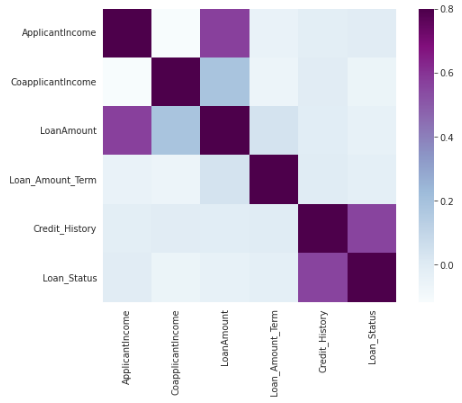 ApplicantIncome
CoapplicantIncome
LoanAmount
Loan_Amount_Term
Credit_History
Loan_Status
ApplicantIncome
CoapplicantIncome
LoanAmount
Loan_Amount_Term
Credit_History
Loan_Status
0.8
0.6
0.4
0.2
0.0